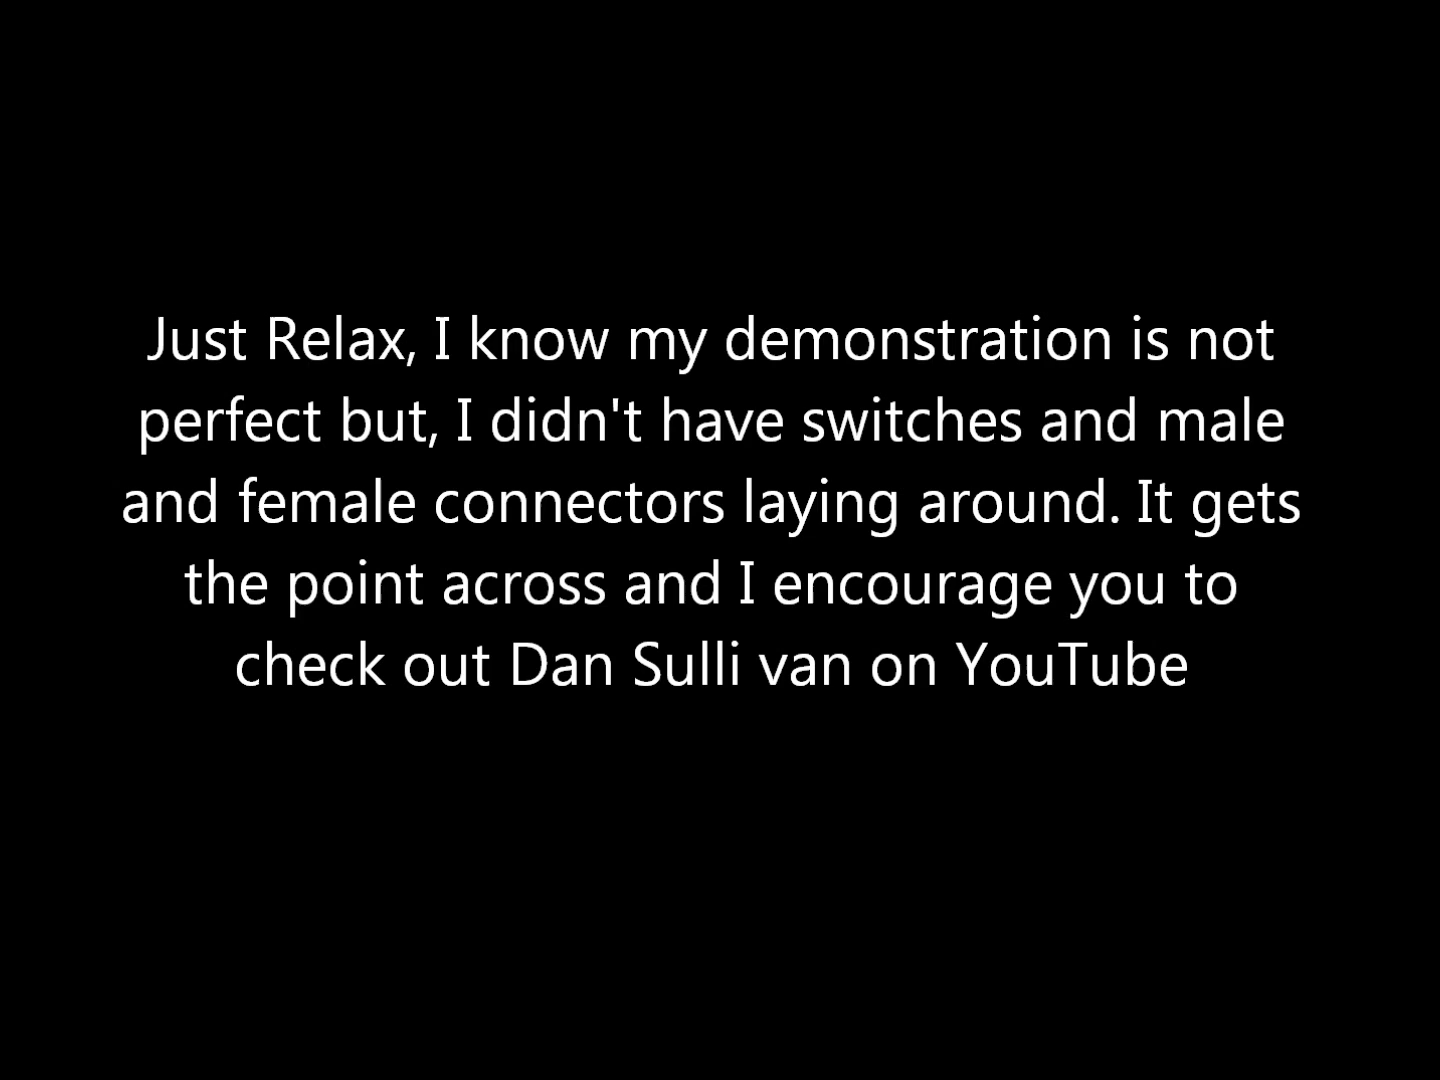 Just Relax, I know my demonstration is not
perfect but, I didn't have switches and male
and female connectors laying around. It gets
the point across and I encourage you to
check out Dan Sulli van on YouTube